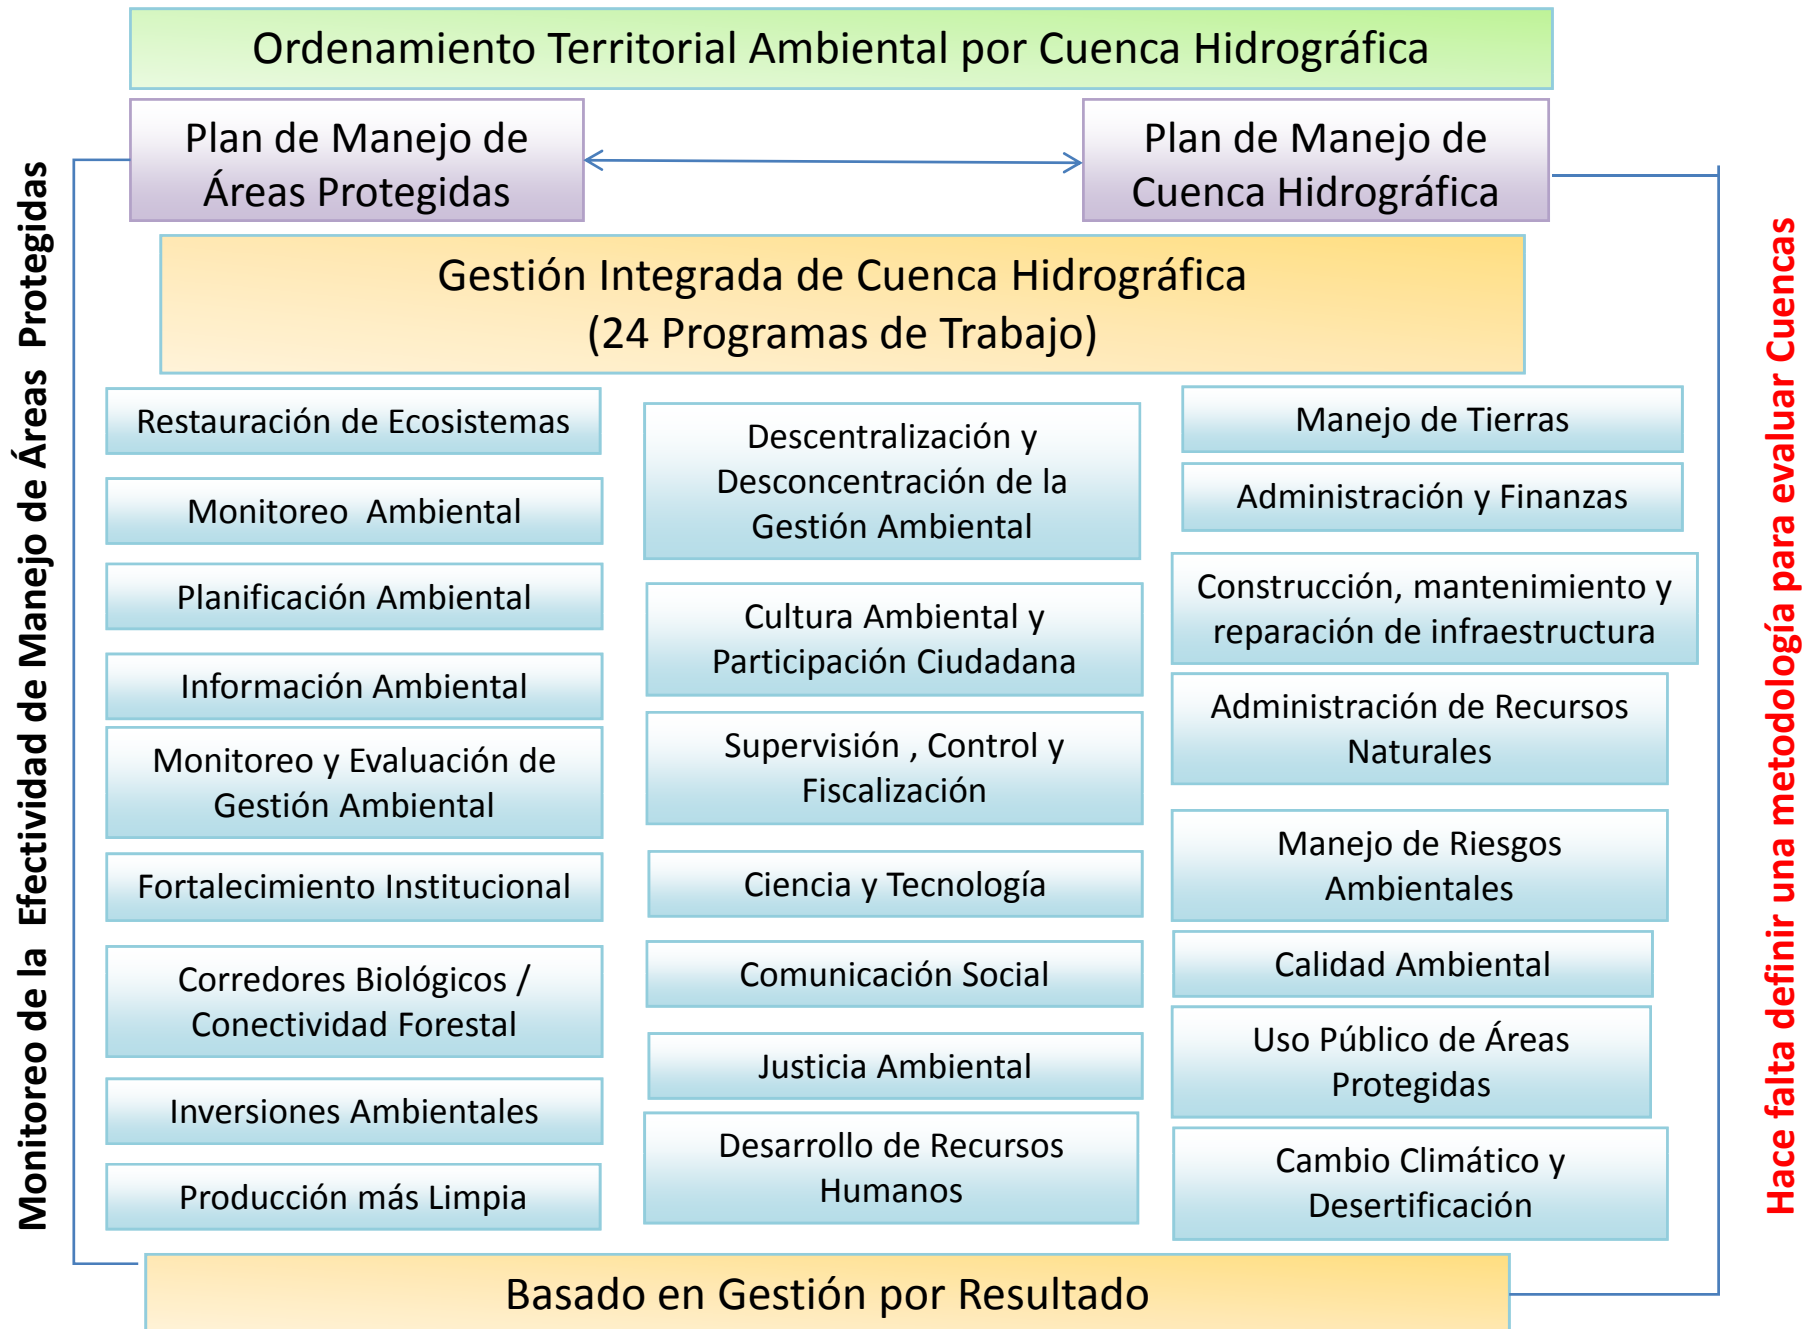 Ordenamiento Territorial Ambiental por Cuenca Hidrográfica
Plan de Manejo de
Áreas Protegidas
Plan de Manejo de
Cuenca Hidrográfica
Gestión Integrada de Cuenca Hidrográfica
(24 Programas de Trabajo)
Monitoreo de la Efectividad de Manejo de Áreas Protegidas
Restauración de Ecosistemas
Monitoreo Ambiental
Planificación Ambiental
Información Ambiental
Monitoreo y Evaluación de
Gestión Ambiental
Fortalecimiento Institucional
Corredores Biológicos /
Conectividad Forestal
Inversiones Ambientales
Producción más Limpia
Descentralización y
Desconcentración de la
Gestión Ambiental
Cultura Ambiental y
Participación Ciudadana
Supervisión , Control y
Fiscalización
Ciencia y Tecnología
Comunicación Social
Justicia Ambiental
Desarrollo de Recursos
Humanos
Manejo de Tierras
Administración y Finanzas
Construcción, mantenimiento y
reparación de infraestructura
Administración de Recursos
Naturales
Manejo de Riesgos
Ambientales
Calidad Ambiental
Uso Público de Áreas
Protegidas
Cambio Climático y
Desertificación
Hace falta definir una metodología para evaluar Cuencas
Basado en Gestión por Resultado